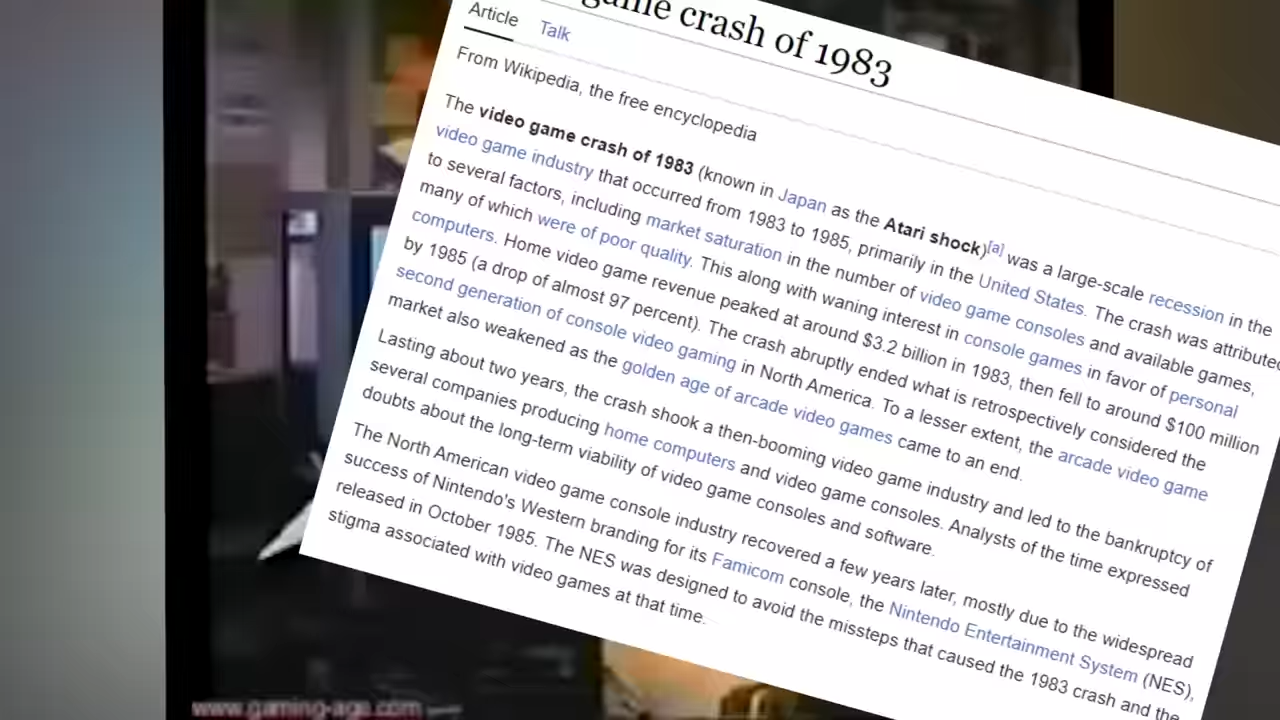 game crash of 1983
Article Talk
From Wikipedia, the free encyclopedia
The video game crash of 1983 (known in Japan as the Atari shock)[a] was a large-scale recession in the
video game industry that occurred from 1983 to 1985, primarily in the United States. The crash was attributed
to several factors, including market saturation in the number of video game consoles and available games,
many of which were of poor quality. This along with waning interest in console games in favor of personal
computers. Home video game revenue peaked at around $3.2 billion in 1983, then fell to around $100 million
by 1985 (a drop of almost 97 percent). The crash abruptly ended what is retrospectively considered the
second generation of console video gaming in North America. To a lesser extent, the arcade video game
market also weakened as the golden age of arcade video games came to an end.
Lasting about two years, the crash shook a then-booming video game industry and led to the bankruptcy of
several companies producing home computers and video game consoles. Analysts of the time expressed
doubts about the long-term viability of video game consoles and software.
The North American video game console industry recovered a few years later, mostly due to the widespread
success of Nintendo's Western branding for its Famicom console, the Nintendo Entertainment System (NES),
released in October 1985. The NES was designed to avoid the missteps that caused the 1983 crash and the
stigma associated with video games at that time.
www.gaming-age.com